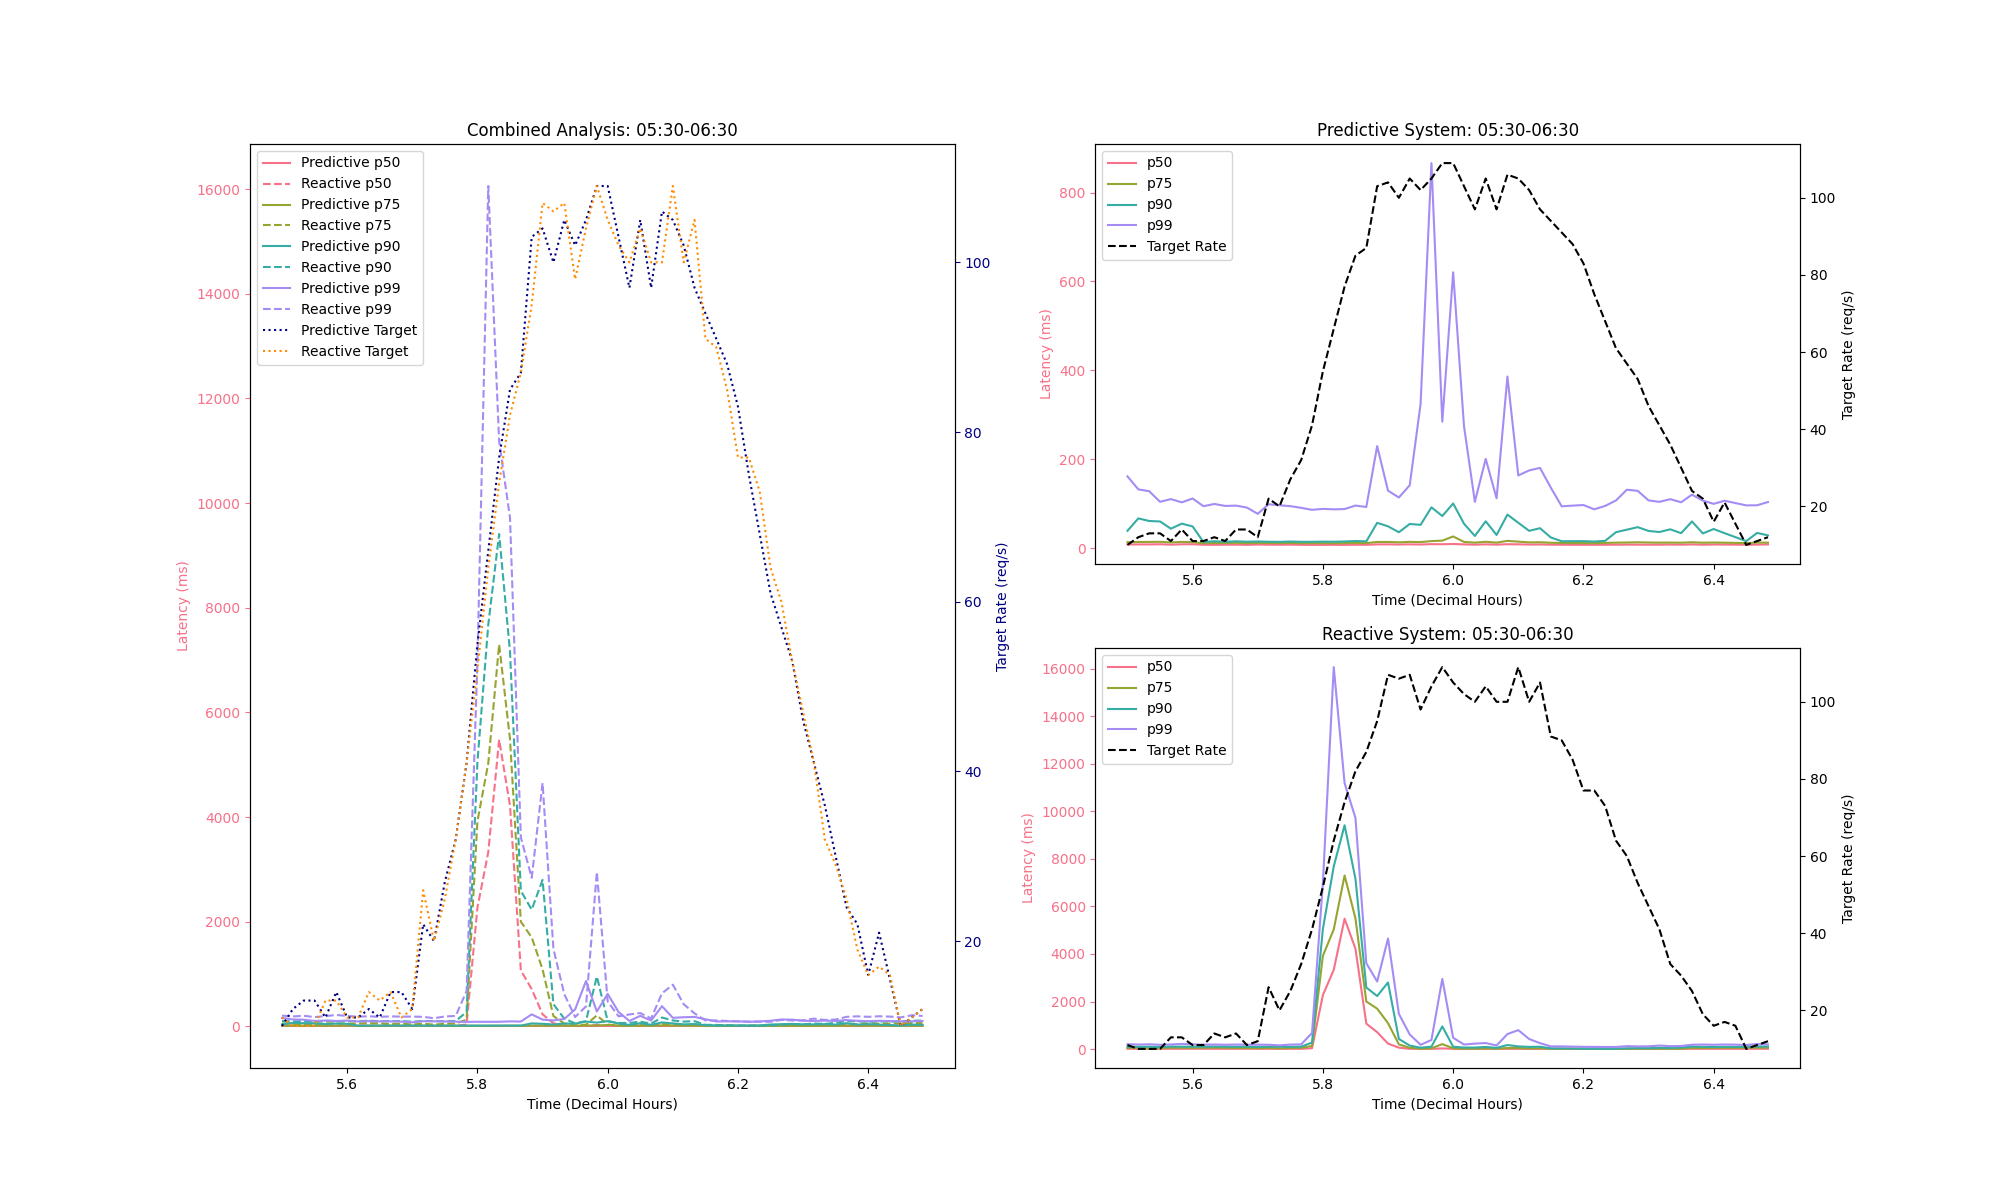 Combined Analysis: 05:30-06:30
Predictive p50
Reactive p50
Predictive p75
Reactive p75
Predictive p90
Reactive p90
Predictive p99
Reactive p99
Predictive Target
Reactive Target
16000
14000
12000
10000
8000
6000
4000
2000
0
Latency (ms)
100
80
60
40
20
Target Rate (req/s)
5.6 5.8 6.0 6.2 6.4
Time (Decimal Hours)
Predictive System: 05:30-06:30
p50
p75
p90
p99
Target Rate
800
600
400
200
0
Latency (ms)
100
80
60
40
20
Target Rate (req/s)
5.6 5.8 6.0 6.2 6.4
Time (Decimal Hours)
Reactive System: 05:30-06:30
p50
p75
p90
p99
Target Rate
16000
14000
12000
10000
8000
6000
4000
2000
0
Latency (ms)
100
80
60
40
20
Target Rate (req/s)
5.6 5.8 6.0 6.2 6.4
Time (Decimal Hours)